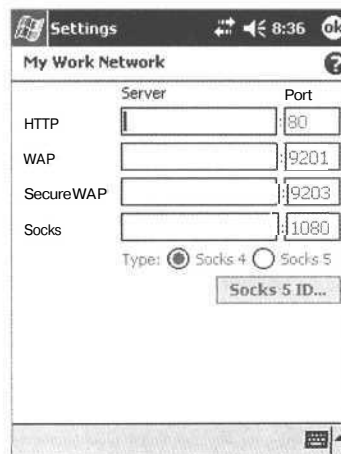 Settings 8:36 ok
My Work Network ?
Server Port
HTTP : 80
WAP : 9201
SecureWAP : 9203
Socks : 1080
Type: Socks 4 Socks 5
Socks 5 ID...